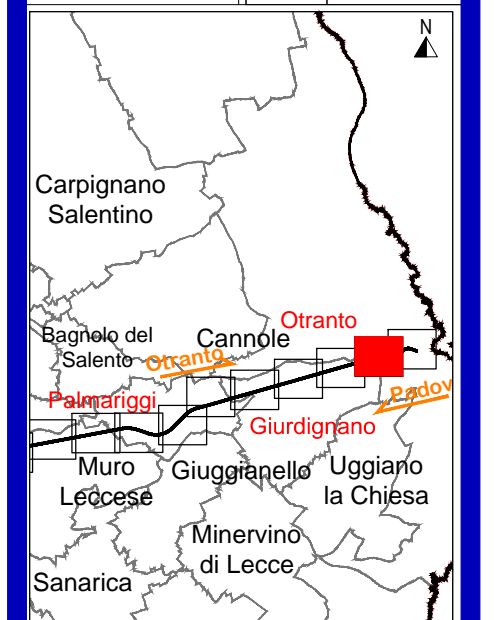 N
Carpignano
Salentino
Otranto
Bagnolo del
Salento
Cannole
Otranto
Padov
Palmariggi
Giurdignano
Muro
Leccese
Giuggianello
Uggiano
la Chiesa
Minervino
di Lecce
Sanarica